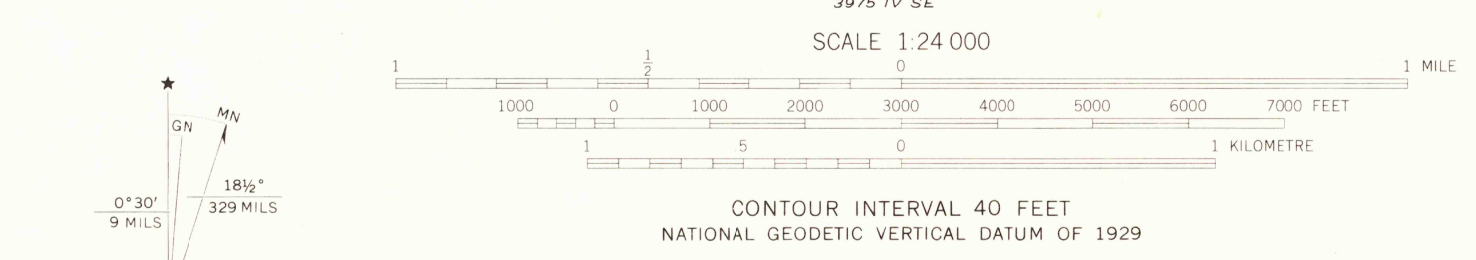 3975 IV SE
SCALE 1:24 000
1 1/2 0 1 MILE
1000 0 1000 2000 3000 4000 5000 6000 7000 FEET
1 .5 0 1 KILOMETRE
CONTOUR INTERVAL 40 FEET
NATIONAL GEODETIC VERTICAL DATUM OF 1929
★
MN
GN
18½°
329 MILS
0°30′
9 MILS